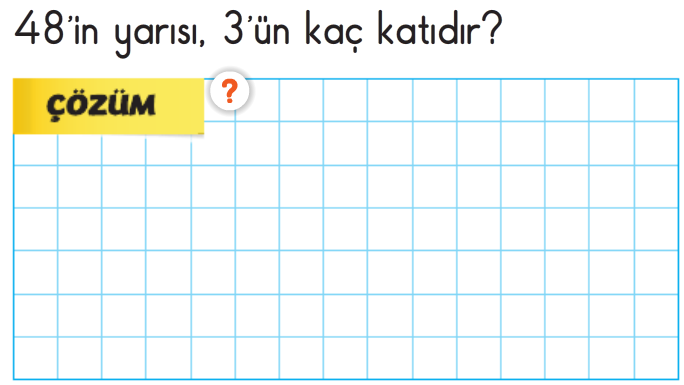 48'in yarısı, 3'ün kaç katıdır?
ÇÖZÜM ?